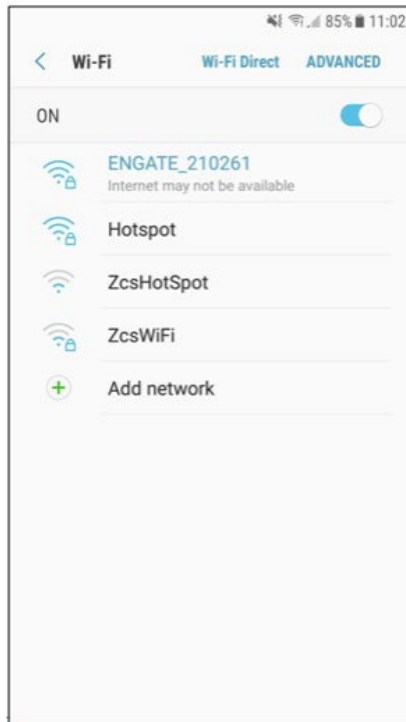 85% 11:02
Wi-Fi Wi-Fi Direct ADVANCED
ON
ENGATE_210261
Internet may not be available
Hotspot
ZcsHotSpot
ZcsWiFi
Add network